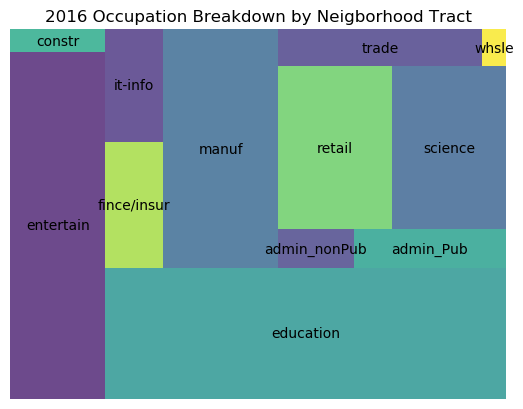 2016 Occupation Breakdown by Neigborhood Tract
constr
trade
whsle
it-info
manuf
retail
science
fince/insur
entertain
admin_nonPub
admin_Pub
education